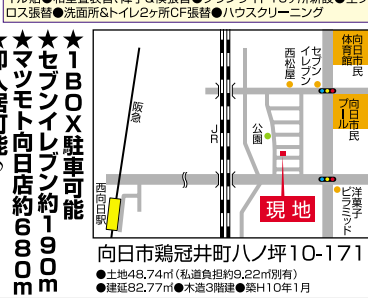 ロス張替●洗面所&トイレ2ヶ所CF張替●ハウスクリーニング
★1BOX駐車可能
★セブンイレブン約190m
★マツモト向日店約680m
阪急
西向日駅
JR
公園
西松屋
セブン
イレブン
向日市民
体育館
向日市民
プール
洋菓子
ピラミッド
現地
向日市鶏冠井町八ノ坪10-171
●土地48.74㎡(私道負担約9.22㎡別有)
●建延82.77㎡●木造3階建●築H10年1月